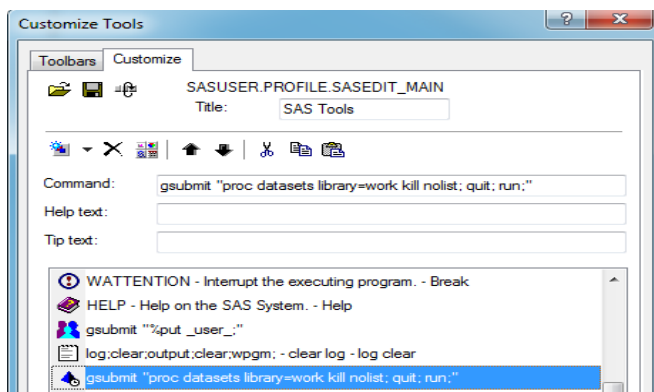 Customize Tools
Toolbars Customize
SASUSER.PROFILE.SASEDIT_MAIN
Title: SAS Tools
Command: gsubmit "proc datasets library=work kill nolist; quit; run;"
Help text:
Tip text:
WATTENTION - Interrupt the executing program. - Break
HELP - Help on the SAS System. - Help
gsubmit "%put _user_;"
log;clear;output;clear;wpgm; - clear log - log clear
gsubmit "proc datasets library=work kill nolist; quit; run;"